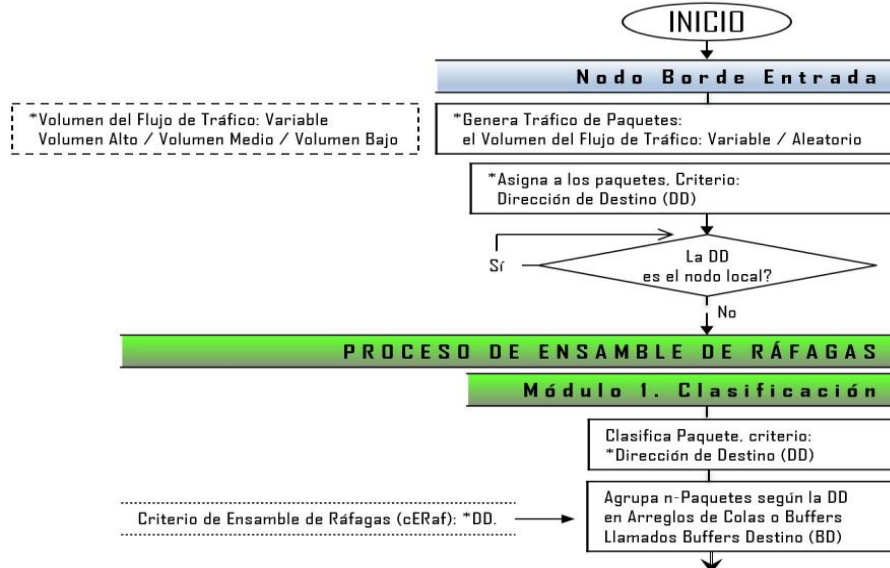 INICIO
Nodo Borde Entrada
*Volumen del Flujo de Tráfico: Variable
Volumen Alto / Volumen Medio / Volumen Bajo
*Genera Tráfico de Paquetes:
el Volumen del Flujo de Tráfico: Variable / Aleatorio
*Asigna a los paquetes, Criterio:
Dirección de Destino (DD)
La DD
es el nodo local?
Sí
No
PROCESO DE ENSAMBLE DE RÁFAGAS
Módulo 1. Clasificación
Clasifica Paquete, criterio:
*Dirección de Destino (DD)
Criterio de Ensamble de Ráfagas (cERaf): *DD.
Agrupa n-Paquetes según la DD
en Arreglos de Colas o Buffers
Llamados Buffers Destino (BD)